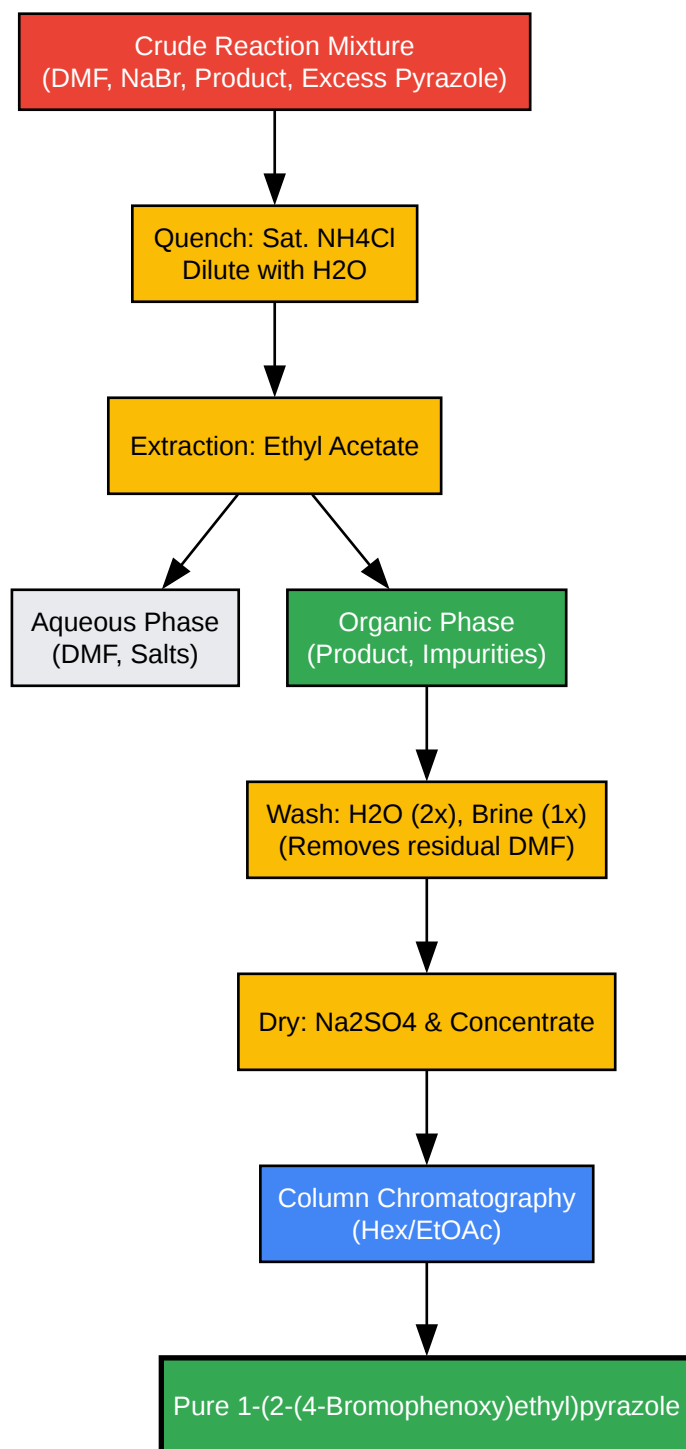 Crude Reaction Mixture
(DMF, NaBr, Product, Excess Pyrazole)
Quench: Sat. NH4Cl
Dilute with H2O
Extraction: Ethyl Acetate
Aqueous Phase
(DMF, Salts)
Organic Phase
(Product, Impurities)
Wash: H2O (2x), Brine (1x)
(Removes residual DMF)
Dry: Na2SO4 & Concentrate
Column Chromatography
(Hex/EtOAc)
Pure 1-(2-(4-Bromophenoxy)ethyl)pyrazole